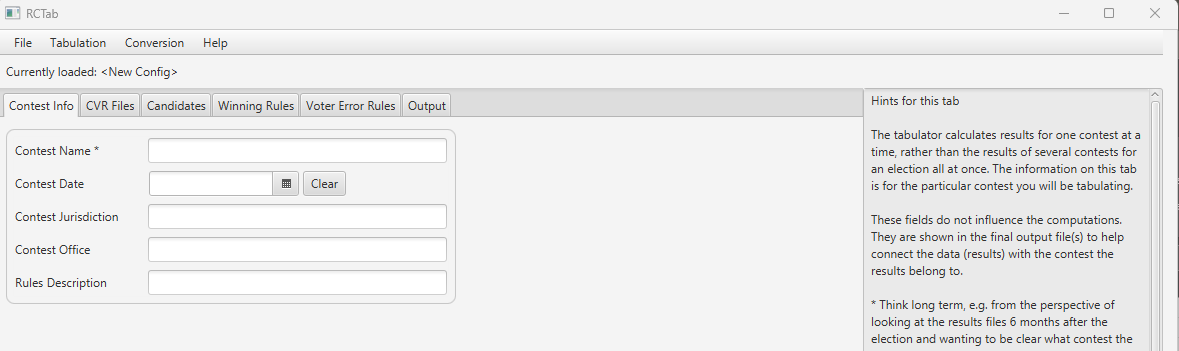 RCTab
File Tabulation Conversion Help
Currently loaded: <New Config>
Contest Info CVR Files Candidates Winning Rules Voter Error Rules Output
Contest Name *
Contest Date Clear
Contest Jurisdiction
Contest Office
Rules Description
Hints for this tab
The tabulator calculates results for one contest at a
time, rather than the results of several contests for
an election all at once. The information on this tab
is for the particular contest you will be tabulating.
These fields do not influence the computations.
They are shown in the final output file(s) to help
connect the data (results) with the contest the
results belong to.
* Think long term, e.g. from the perspective of
looking at the results files 6 months after the
election and wanting to be clear what contest the